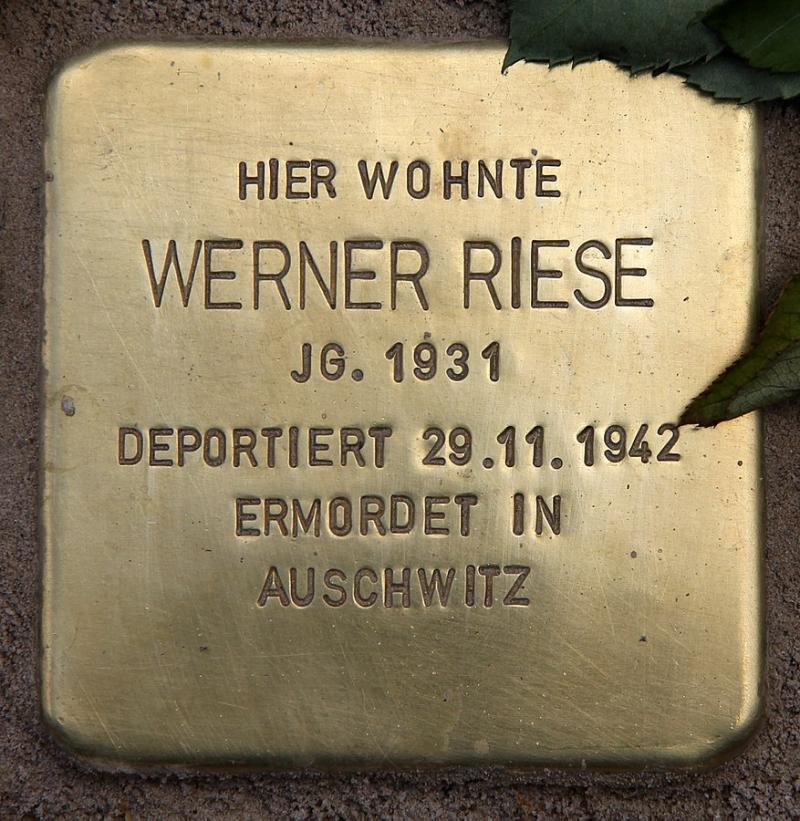 HIER WOHNTE
WERNER RIESE
JG. 1931
DEPORTIERT 29.11.1942
ERMORDET IN
AUSCHWITZ